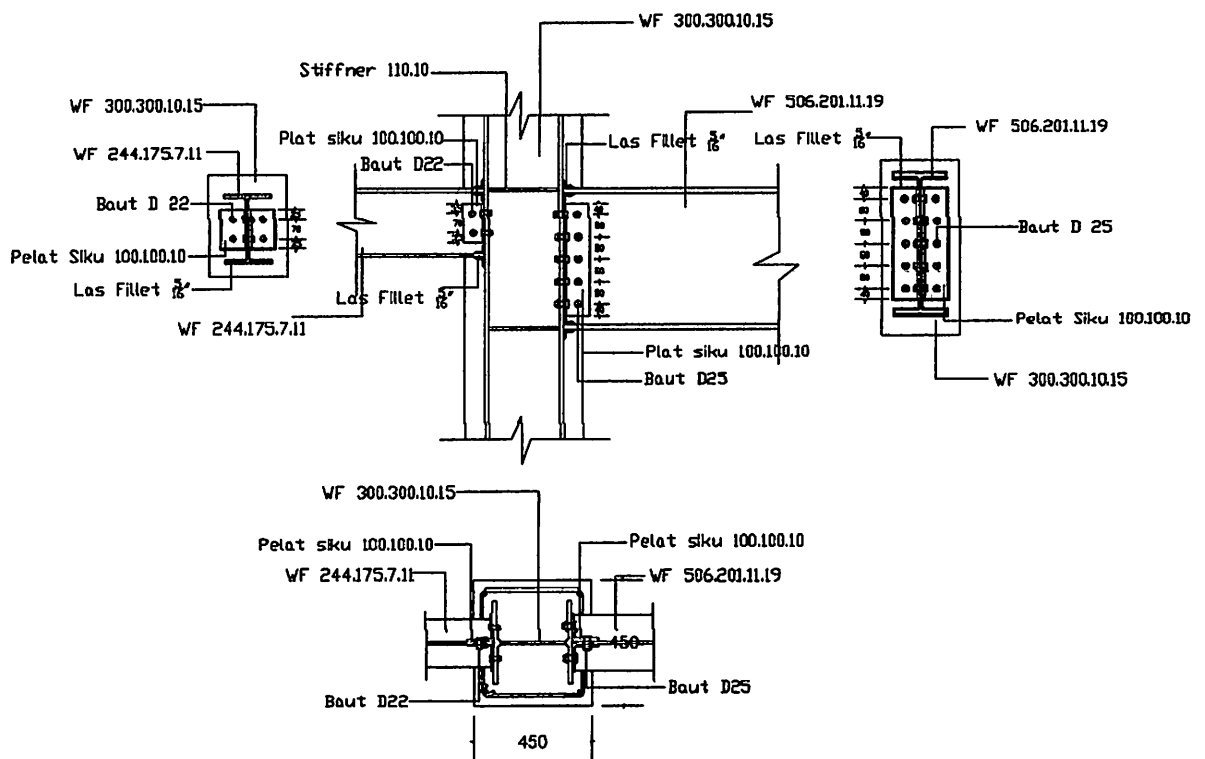 WF 300.300.10.15
Stiffner 110.10
WF 300.300.10.15
WF 506.201.11.19
Plat siku 100.100.10
Las Fillet 5/16"
Las Fillet 5/16"
WF 506.201.11.19
WF 244.175.7.11
Baut D22
Baut D 22
Baut D 25
Pelat Siku 100.100.10
Las Fillet 5/16"
Las Fillet 5/16"
WF 244.175.7.11
Pelat Siku 100.100.10
Plat siku 100.100.10
Baut D25
WF 300.300.10.15
WF 300.300.10.15
Pelat siku 100.100.10
Pelat siku 100.100.10
WF 244.175.7.11
WF 506.201.11.19
450
Baut D22
Baut D25
450